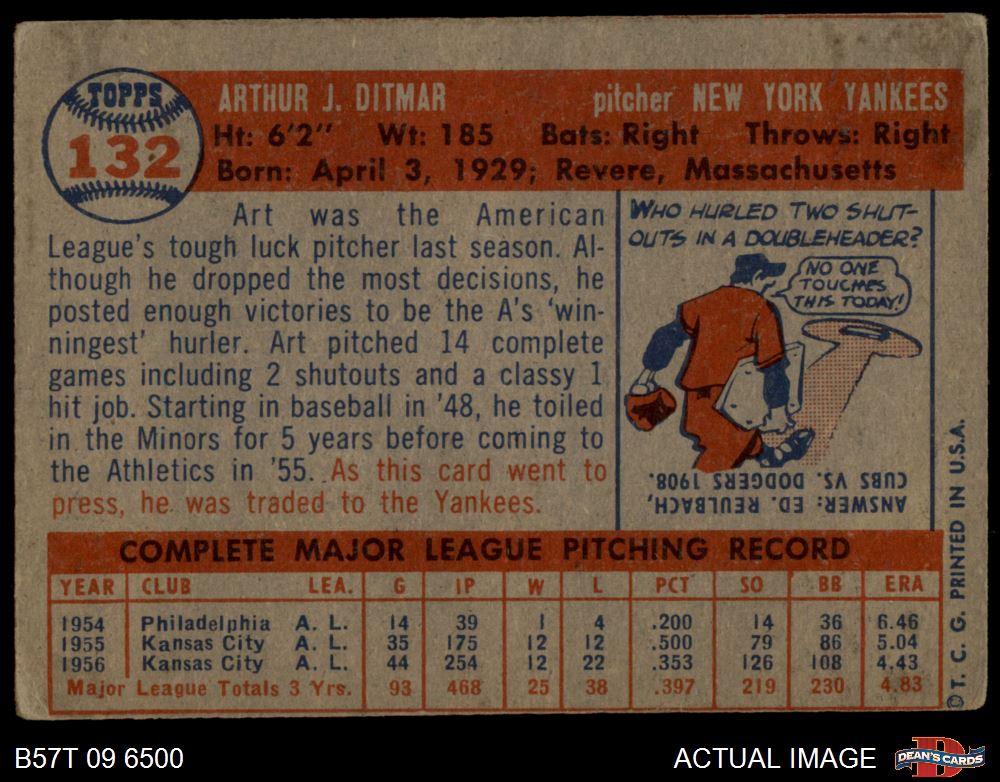 TOPPS
132
ARTHUR J. DITMAR pitcher NEW YORK YANKEES
Ht: 6'2" Wt: 185 Bats: Right Throws: Right
Born: April 3, 1929; Revere, Massachusetts
Art was the American
League's tough luck pitcher last season. Al-
though he dropped the most decisions, he
posted enough victories to be the A's 'win-
ningest' hurler. Art pitched 14 complete
games including 2 shutouts and a classy 1
hit job. Starting in baseball in '48, he toiled
in the Minors for 5 years before coming to
the Athletics in '55. As this card went to
press, he was traded to the Yankees.
WHO HURLED TWO SHUT-
OUTS IN A DOUBLEHEADER?
NO ONE
TOUCHES
THIS TODAY!
ANSWER: ED. REULBACH,
CUBS VS. DODGERS 1908.
COMPLETE MAJOR LEAGUE PITCHING RECORD
YEAR CLUB LEA. G IP W L PCT SO BB ERA
1954 Philadelphia A. L. 14 39 1 4 .200 14 36 6.46
1955 Kansas City A. L. 35 175 12 12 .500 79 86 5.04
1956 Kansas City A. L. 44 254 12 22 .353 126 108 4.43
Major League Totals 3 Yrs. 93 468 25 38 .397 219 230 4.83
© T. C. G. PRINTED IN U.S.A.
B57T 09 6500 ACTUAL IMAGE
D
DEAN'S CARDS